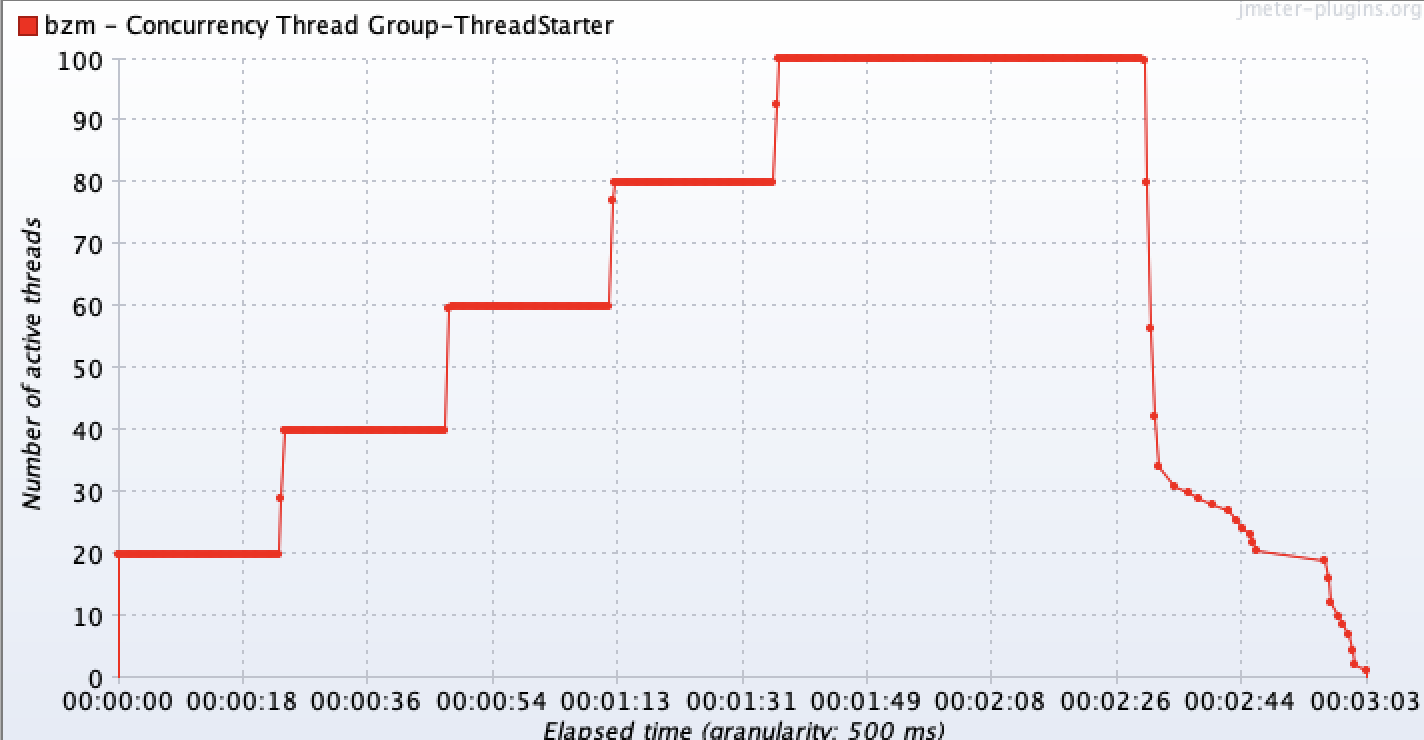 jmeter-plugins.org
bzm - Concurrency Thread Group-ThreadStarter
100
90
80
70
60
50
40
30
20
10
0
Number of active threads
00:00:00 00:00:18 00:00:36 00:00:54 00:01:13 00:01:31 00:01:49 00:02:08 00:02:26 00:02:44 00:03:03
Elapsed time (granularity: 500 ms)